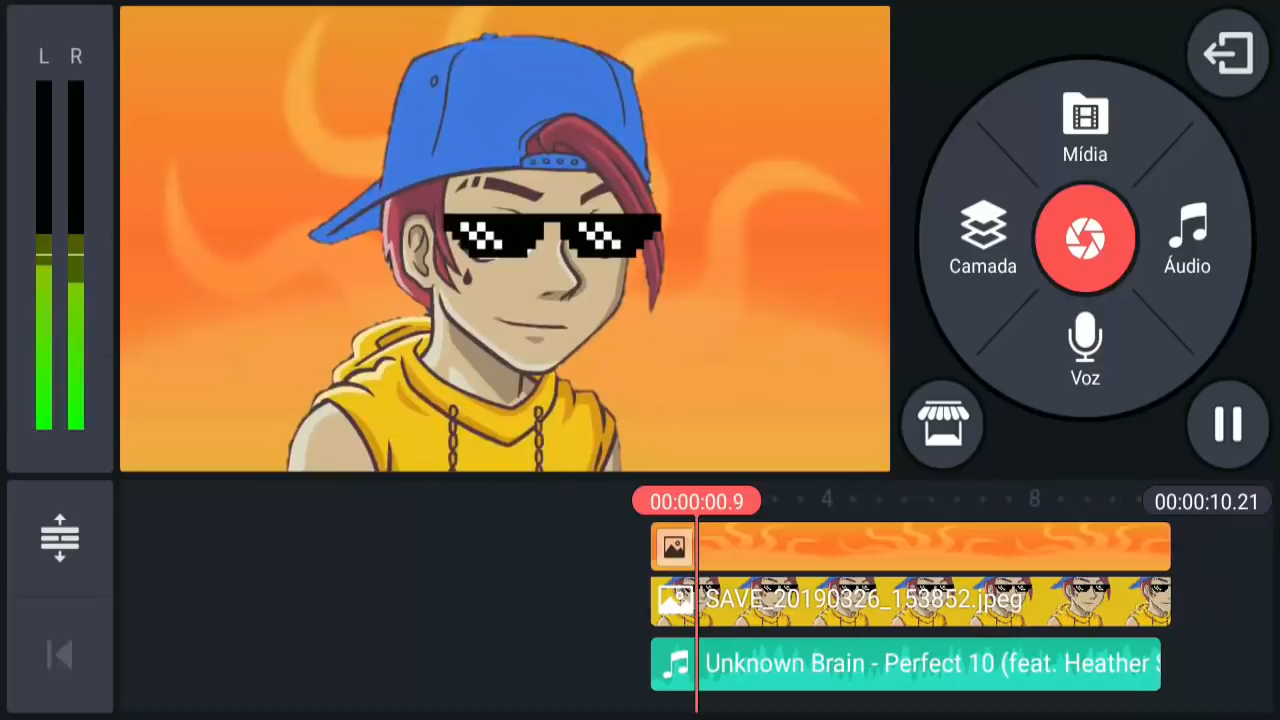 L R
Mídia
Camada
Áudio
Voz
00:00:00.9
4
8
00:00:10.21
SAVE_20190326_153852.jpeg
Unknown Brain - Perfect 10 (feat. Heather